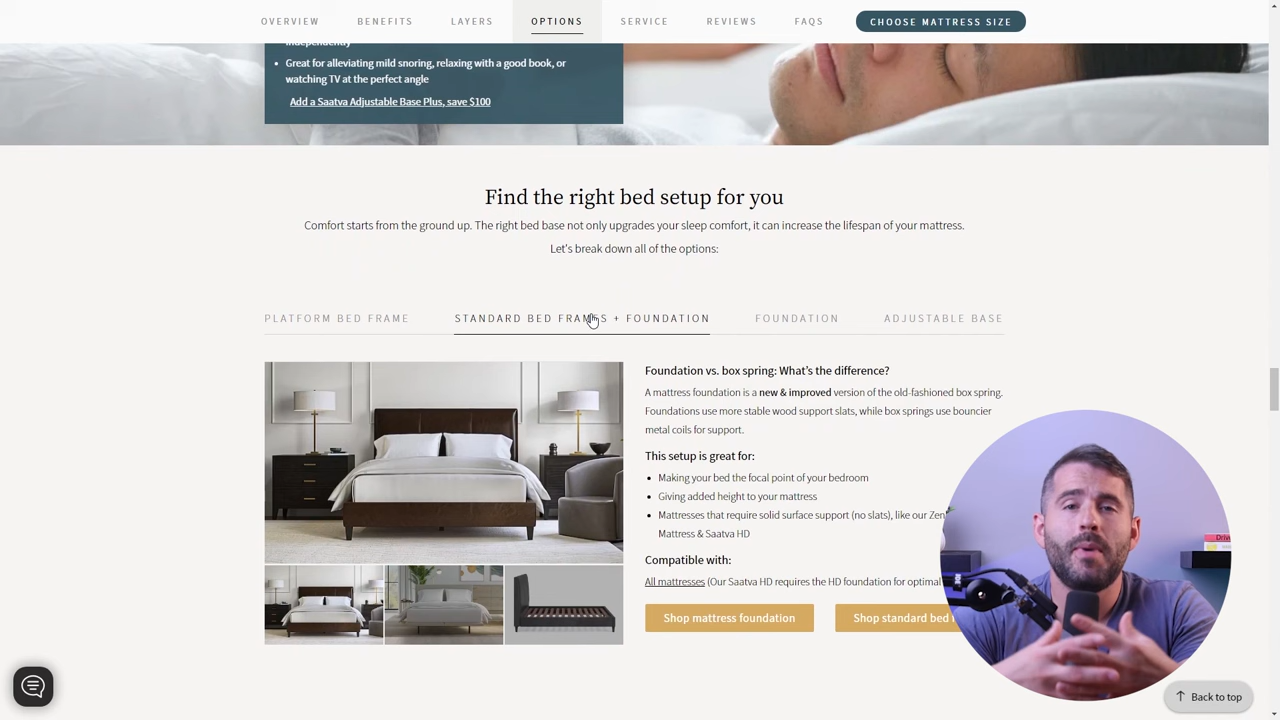 OVERVIEW BENEFITS LAYERS OPTIONS SERVICE REVIEWS FAQS CHOOSE MATTRESS SIZE
independently
• Great for alleviating mild snoring, relaxing with a good book, or
watching TV at the perfect angle
Add a Saatva Adjustable Base Plus, save $100
Find the right bed setup for you
Comfort starts from the ground up. The right bed base not only upgrades your sleep comfort, it can increase the lifespan of your mattress.
Let's break down all of the options:
PLATFORM BED FRAME STANDARD BED FRAMES + FOUNDATION FOUNDATION ADJUSTABLE BASE
Foundation vs. box spring: What's the difference?
A mattress foundation is a new & improved version of the old-fashioned box spring.
Foundations use more stable wood support slats, while box springs use bouncier
metal coils for support.
This setup is great for:
• Making your bed the focal point of your bedroom
• Giving added height to your mattress
• Mattresses that require solid surface support (no slats), like our
Mattress & Saatva HD
Compatible with:
All mattresses (Our Saatva HD requires the HD foundation for optimal
Shop mattress foundation Shop standard bed
Back to top